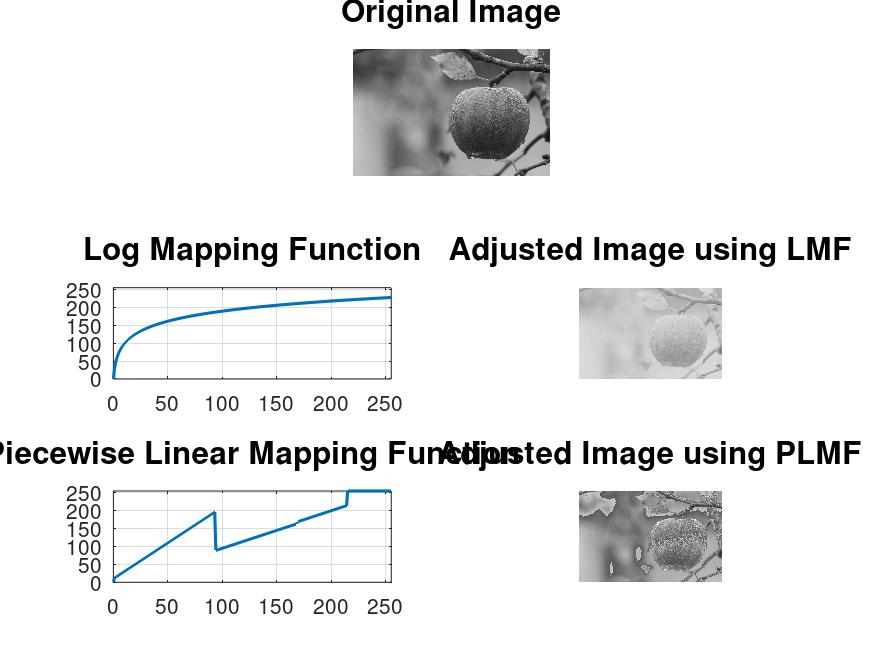 Original Image
Log Mapping Function
Adjusted Image using LMF
250
200
150
100
50
0
0 50 100 150 200 250
Piecewise Linear Mapping Function
Adjusted Image using PLMF
250
200
150
100
50
0
0 50 100 150 200 250